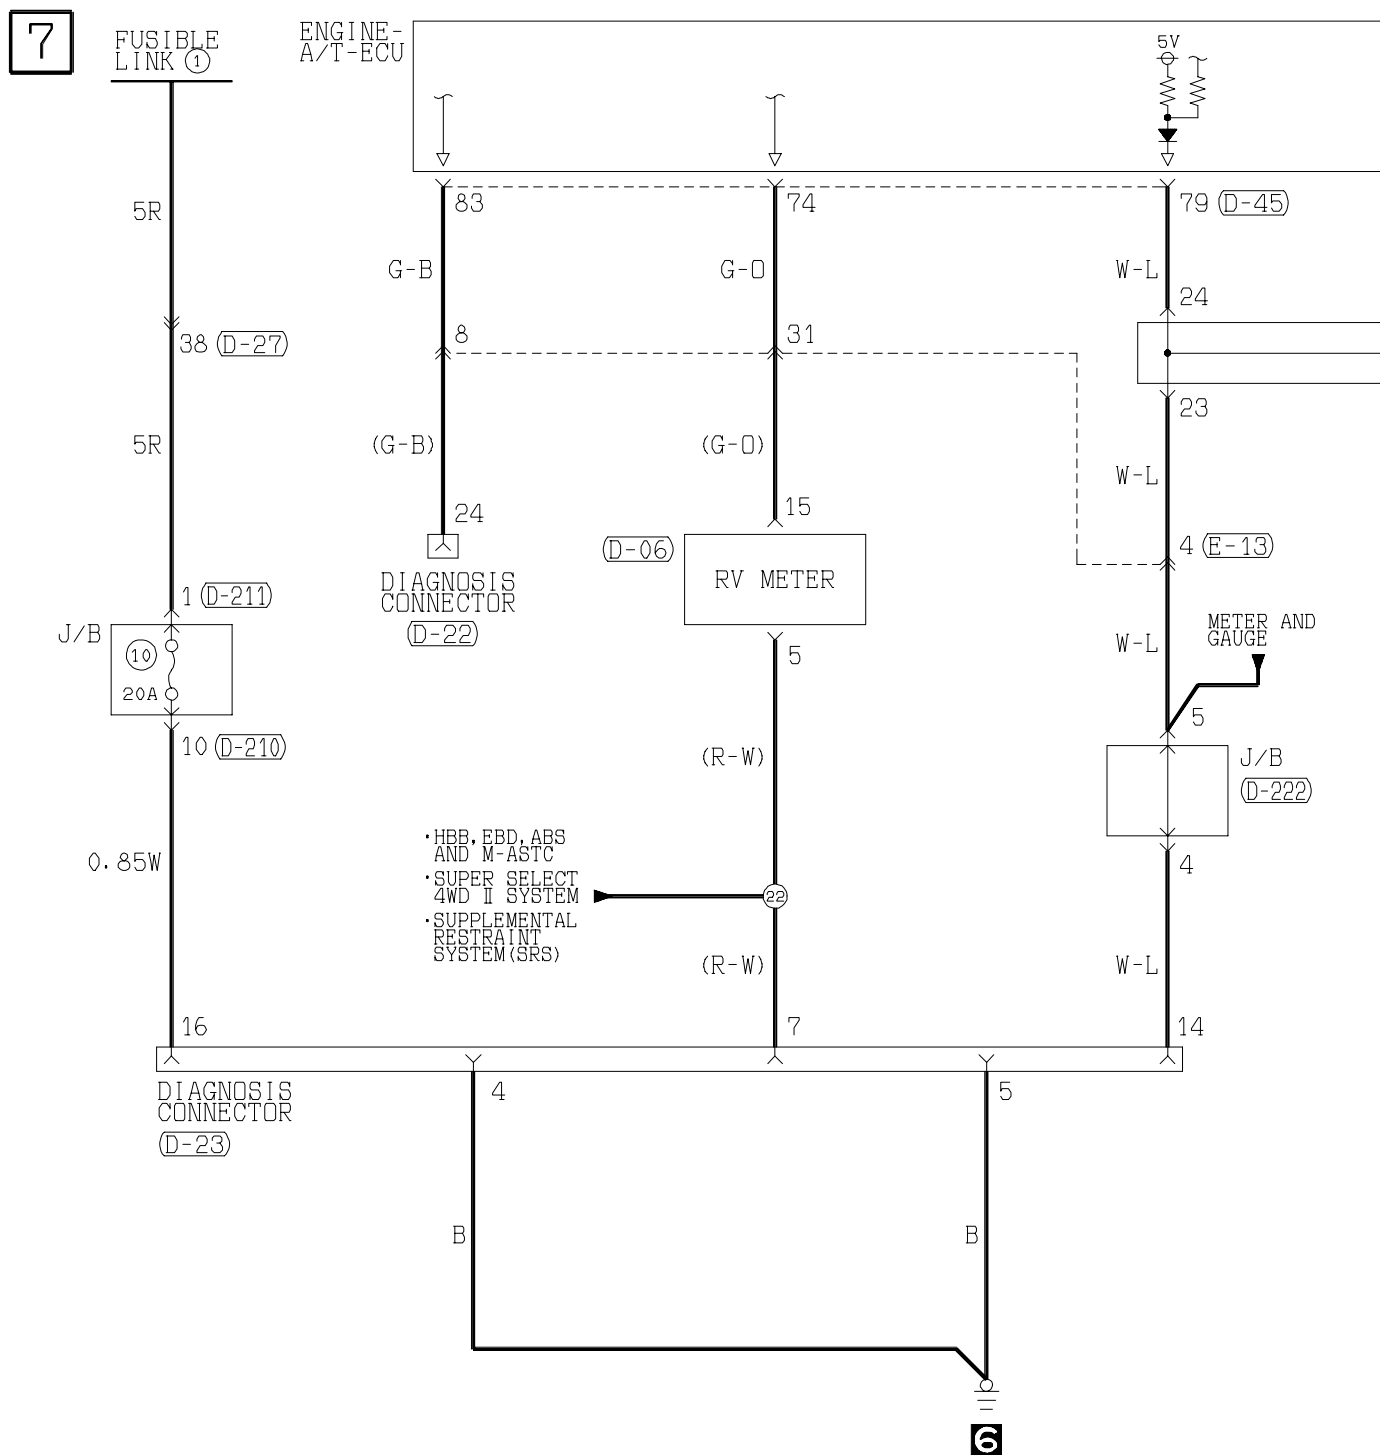 7
FUSIBLE
LINK ①
ENGINE-
A/T-ECU
5V
83
74
79 (D-45)
5R
G-B
G-O
W-L
24
38 (D-27)
8
31
23
5R
(G-B)
(G-O)
W-L
24
15
4 (E-13)
(D-06)
RV METER
DIAGNOSIS
CONNECTOR
(D-22)
1 (D-211)
J/B
10
20A
10 (D-210)
5
W-L
METER AND
GAUGE
5
J/B
(D-222)
(R-W)
0.85W
·HBB,EBD,ABS
AND M-ASTC
·SUPER SELECT
4WD Ⅱ SYSTEM
·SUPPLEMENTAL
RESTRAINT
SYSTEM(SRS)
22
4
(R-W)
W-L
16
7
14
DIAGNOSIS
CONNECTOR
(D-23)
4
5
B
B
6